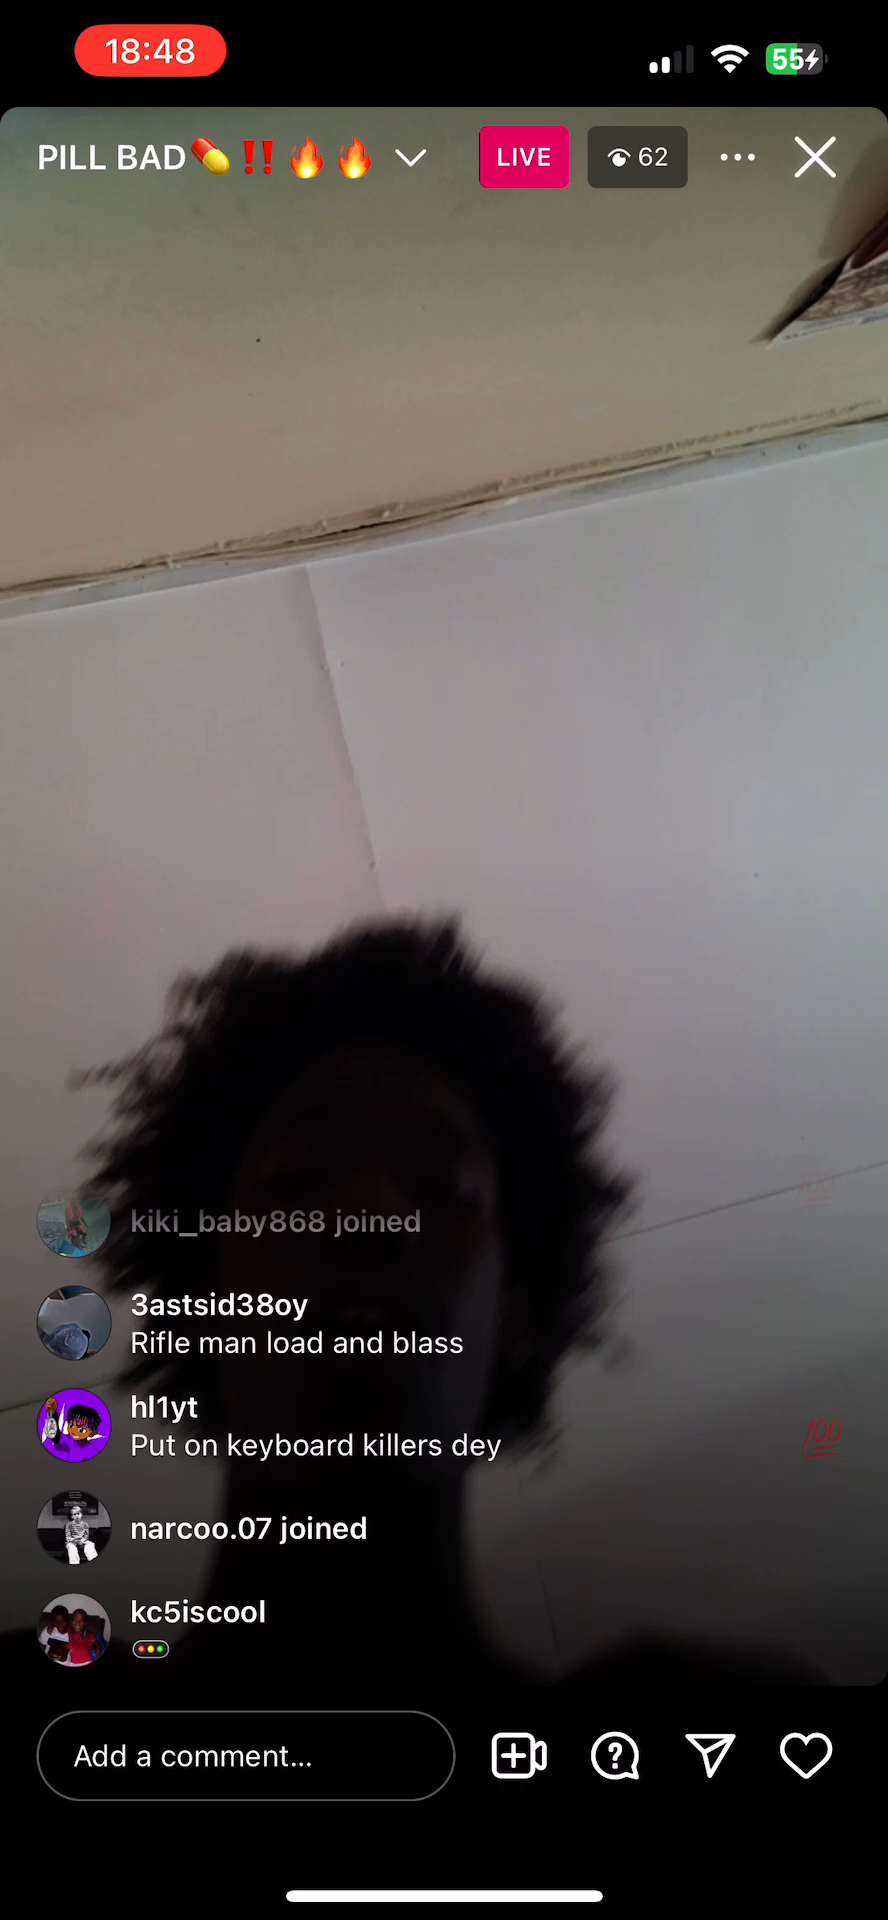 18:48
55
PILL BAD💊‼️🔥🔥
LIVE
62
kiki_baby868 joined
3astsid38oy
Rifle man load and blass
hl1yt
Put on keyboard killers dey
narcoo.07 joined
kc5iscool
🚥
💯
💯
Add a comment...